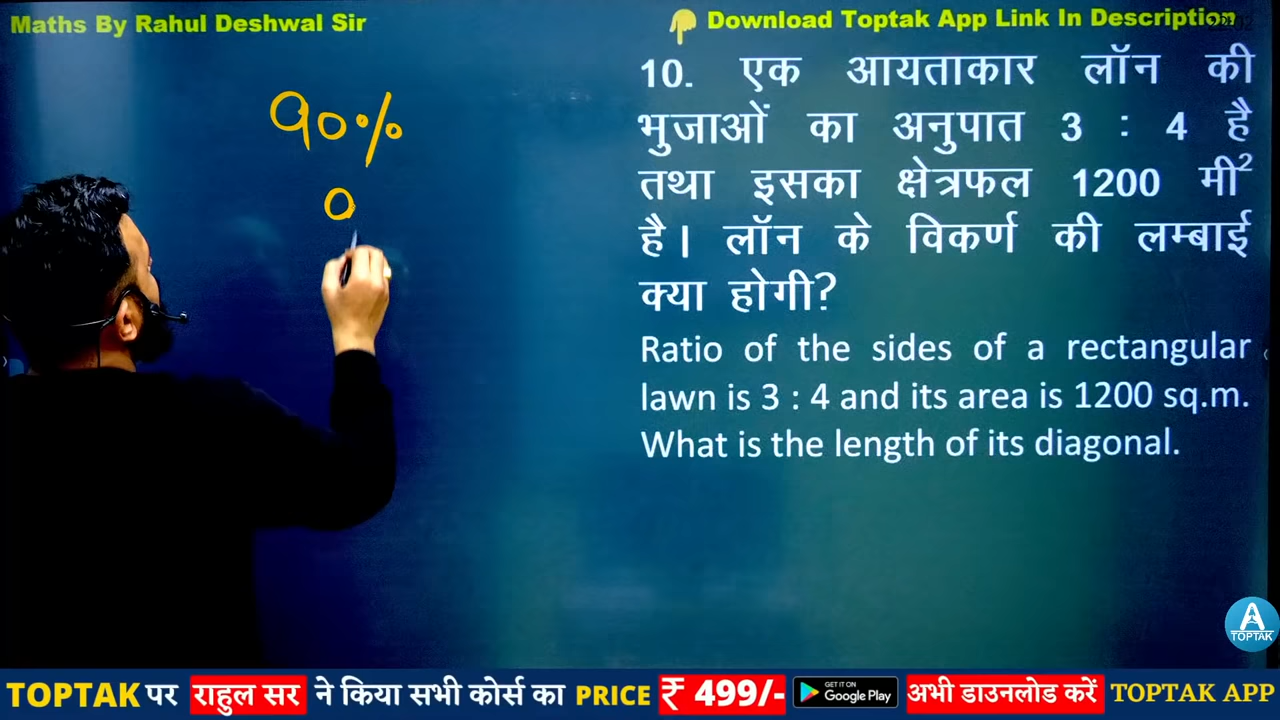 Maths By Rahul Deshwal Sir
Download Toptak App Link In Description
90%
0
10. एक आयताकार लॉन की
भुजाओं का अनुपात 3 : 4 है
तथा इसका क्षेत्रफल 1200 मी²
है। लॉन के विकर्ण की लम्बाई
क्या होगी?
Ratio of the sides of a rectangular
lawn is 3 : 4 and its area is 1200 sq.m.
What is the length of its diagonal.
A
TOPTAK
TOPTAK पर राहुल सर ने किया सभी कोर्स का PRICE ₹ 499/- GET IT ON Google Play अभी डाउनलोड करें TOPTAK APP